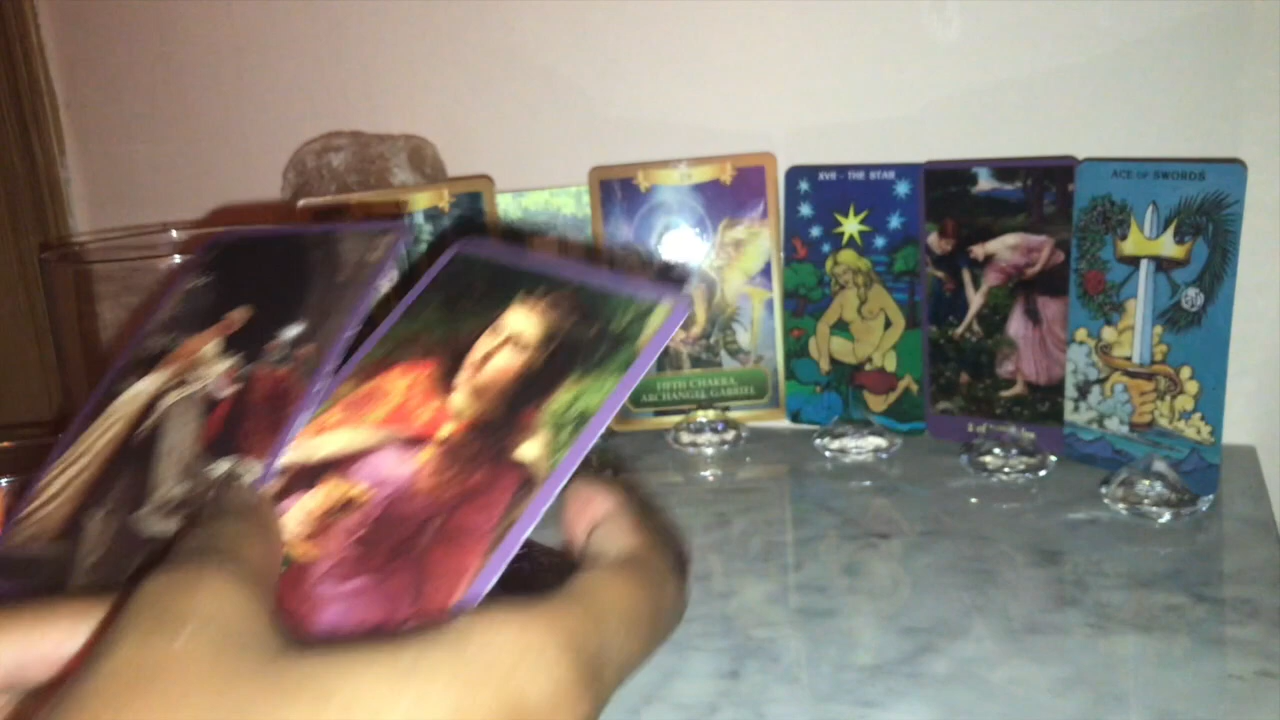 FIFTH CHAKRA,
ARCHANGEL GABRIEL
XVII - THE STAR
ACE OF SWORDS